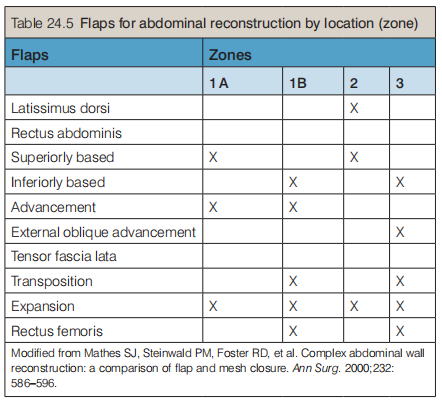 Table 24.5 Flaps for abdominal reconstruction by location (zone)
Flaps Zones
1A 1B 2 3
Latissimus dorsi X
Rectus abdominis
Superiorly based X X
Inferiorly based X X
Advancement X X
External oblique advancement X
Tensor fascia lata
Transposition X X
Expansion X X X X
Rectus femoris X X
Modified from Mathes SJ, Steinwald PM, Foster RD, et al. Complex abdominal wall
reconstruction: a comparison of flap and mesh closure. Ann Surg. 2000;232:
586–596.